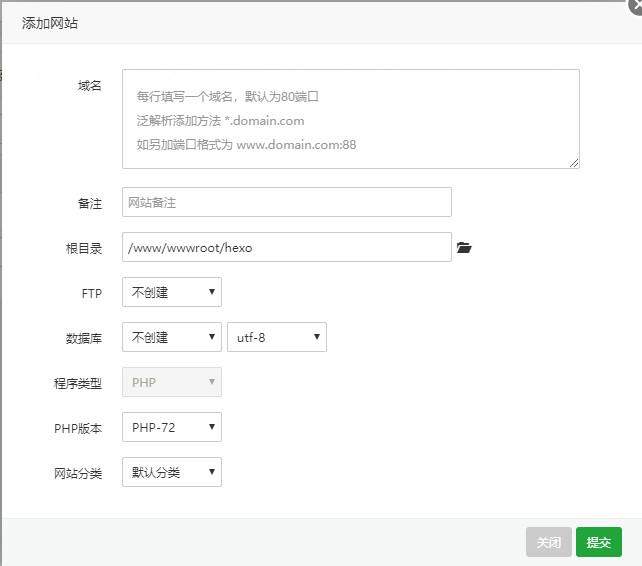 添加网站
域名
每行填写一个域名，默认为80端口
泛解析添加方法 *.domain.com
如另加端口格式为 www.domain.com:88
备注 网站备注
根目录 /www/wwwroot/hexo
FTP 不创建
数据库 不创建 utf-8
程序类型 PHP
PHP版本 PHP-72
网站分类 默认分类
关闭 提交